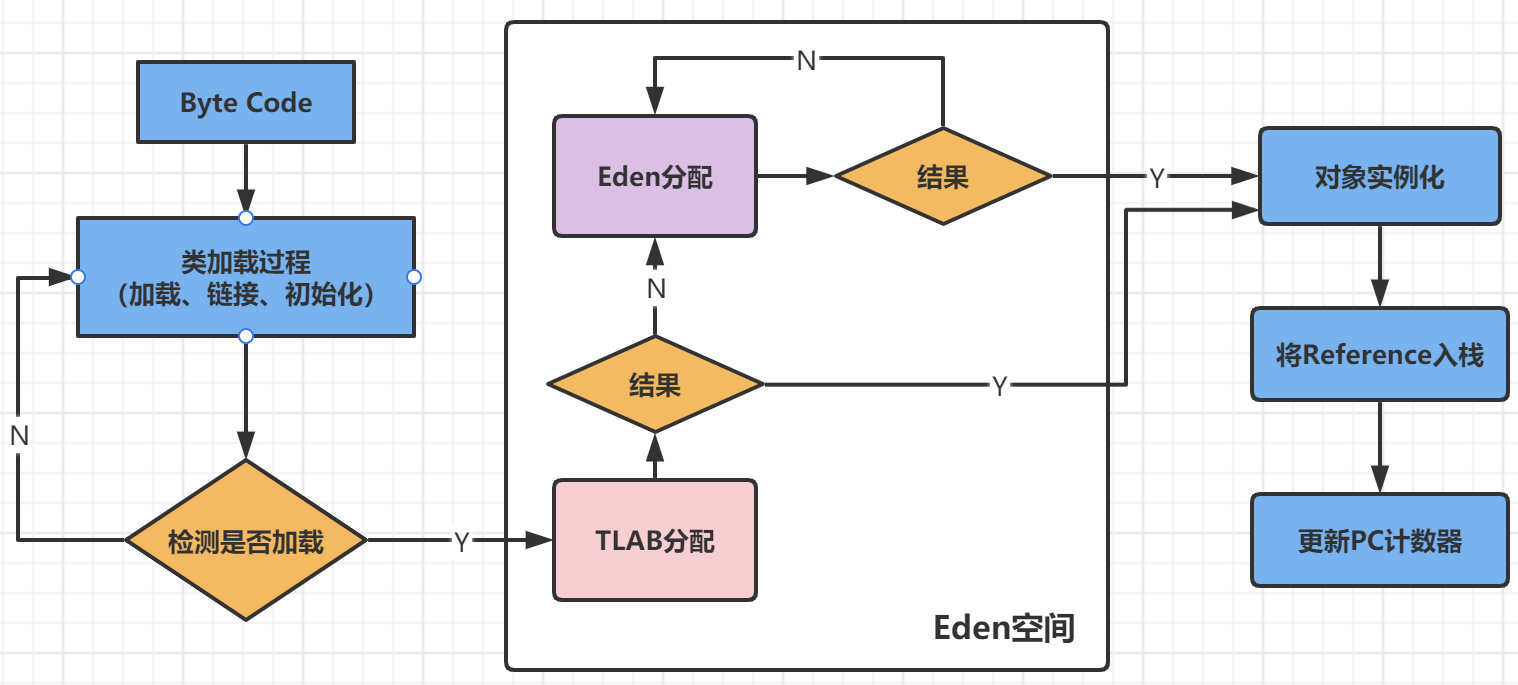 Byte Code
类加载过程
（加载、链接、初始化）
N
检测是否加载
Y
N
Eden分配
结果
N
结果
Y
TLAB分配
Eden空间
Y
对象实例化
将Reference入栈
更新PC计数器